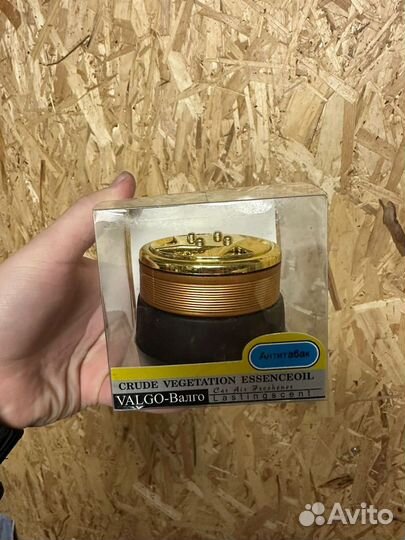 Антитабак
CRUDE VEGETATION ESSENCEOIL
Car Air Freshener
VALGO-Валго Lastingscent
Avito